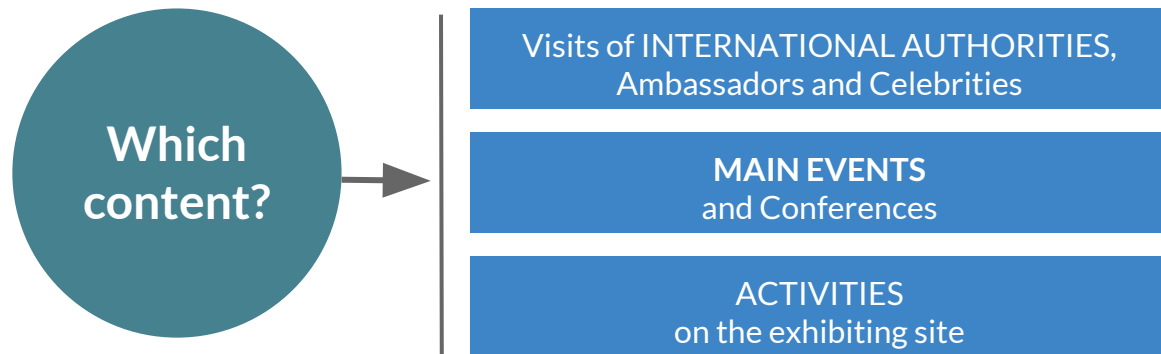 Which
content?
Visits of INTERNATIONAL AUTHORITIES,
Ambassadors and Celebrities
MAIN EVENTS
and Conferences
ACTIVITIES
on the exhibiting site